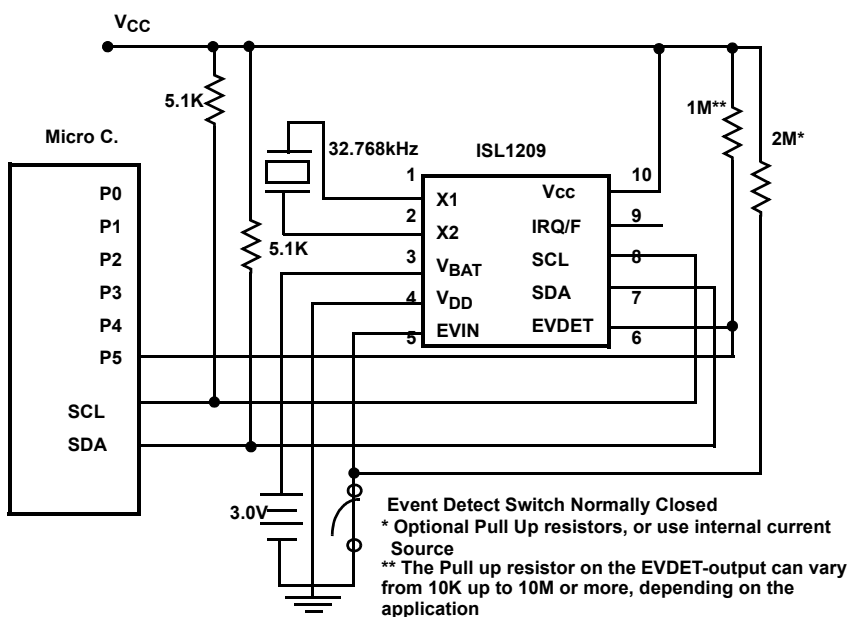 VCC
5.1K
1M**
Micro C.
32.768kHz
ISL1209
2M*
1
10
P0
X1
Vcc
P1
2
IRQ/F
9
5.1K
X2
P2
3
SCL
8
VBAT
P3
4
SDA
7
VDD
P4
EVIN
EVDET
5
6
P5
SCL
SDA
3.0V
Event Detect Switch Normally Closed
* Optional Pull Up resistors, or use internal current
Source
** The Pull up resistor on the EVDET-output can vary
from 10K up to 10M or more, depending on the
application